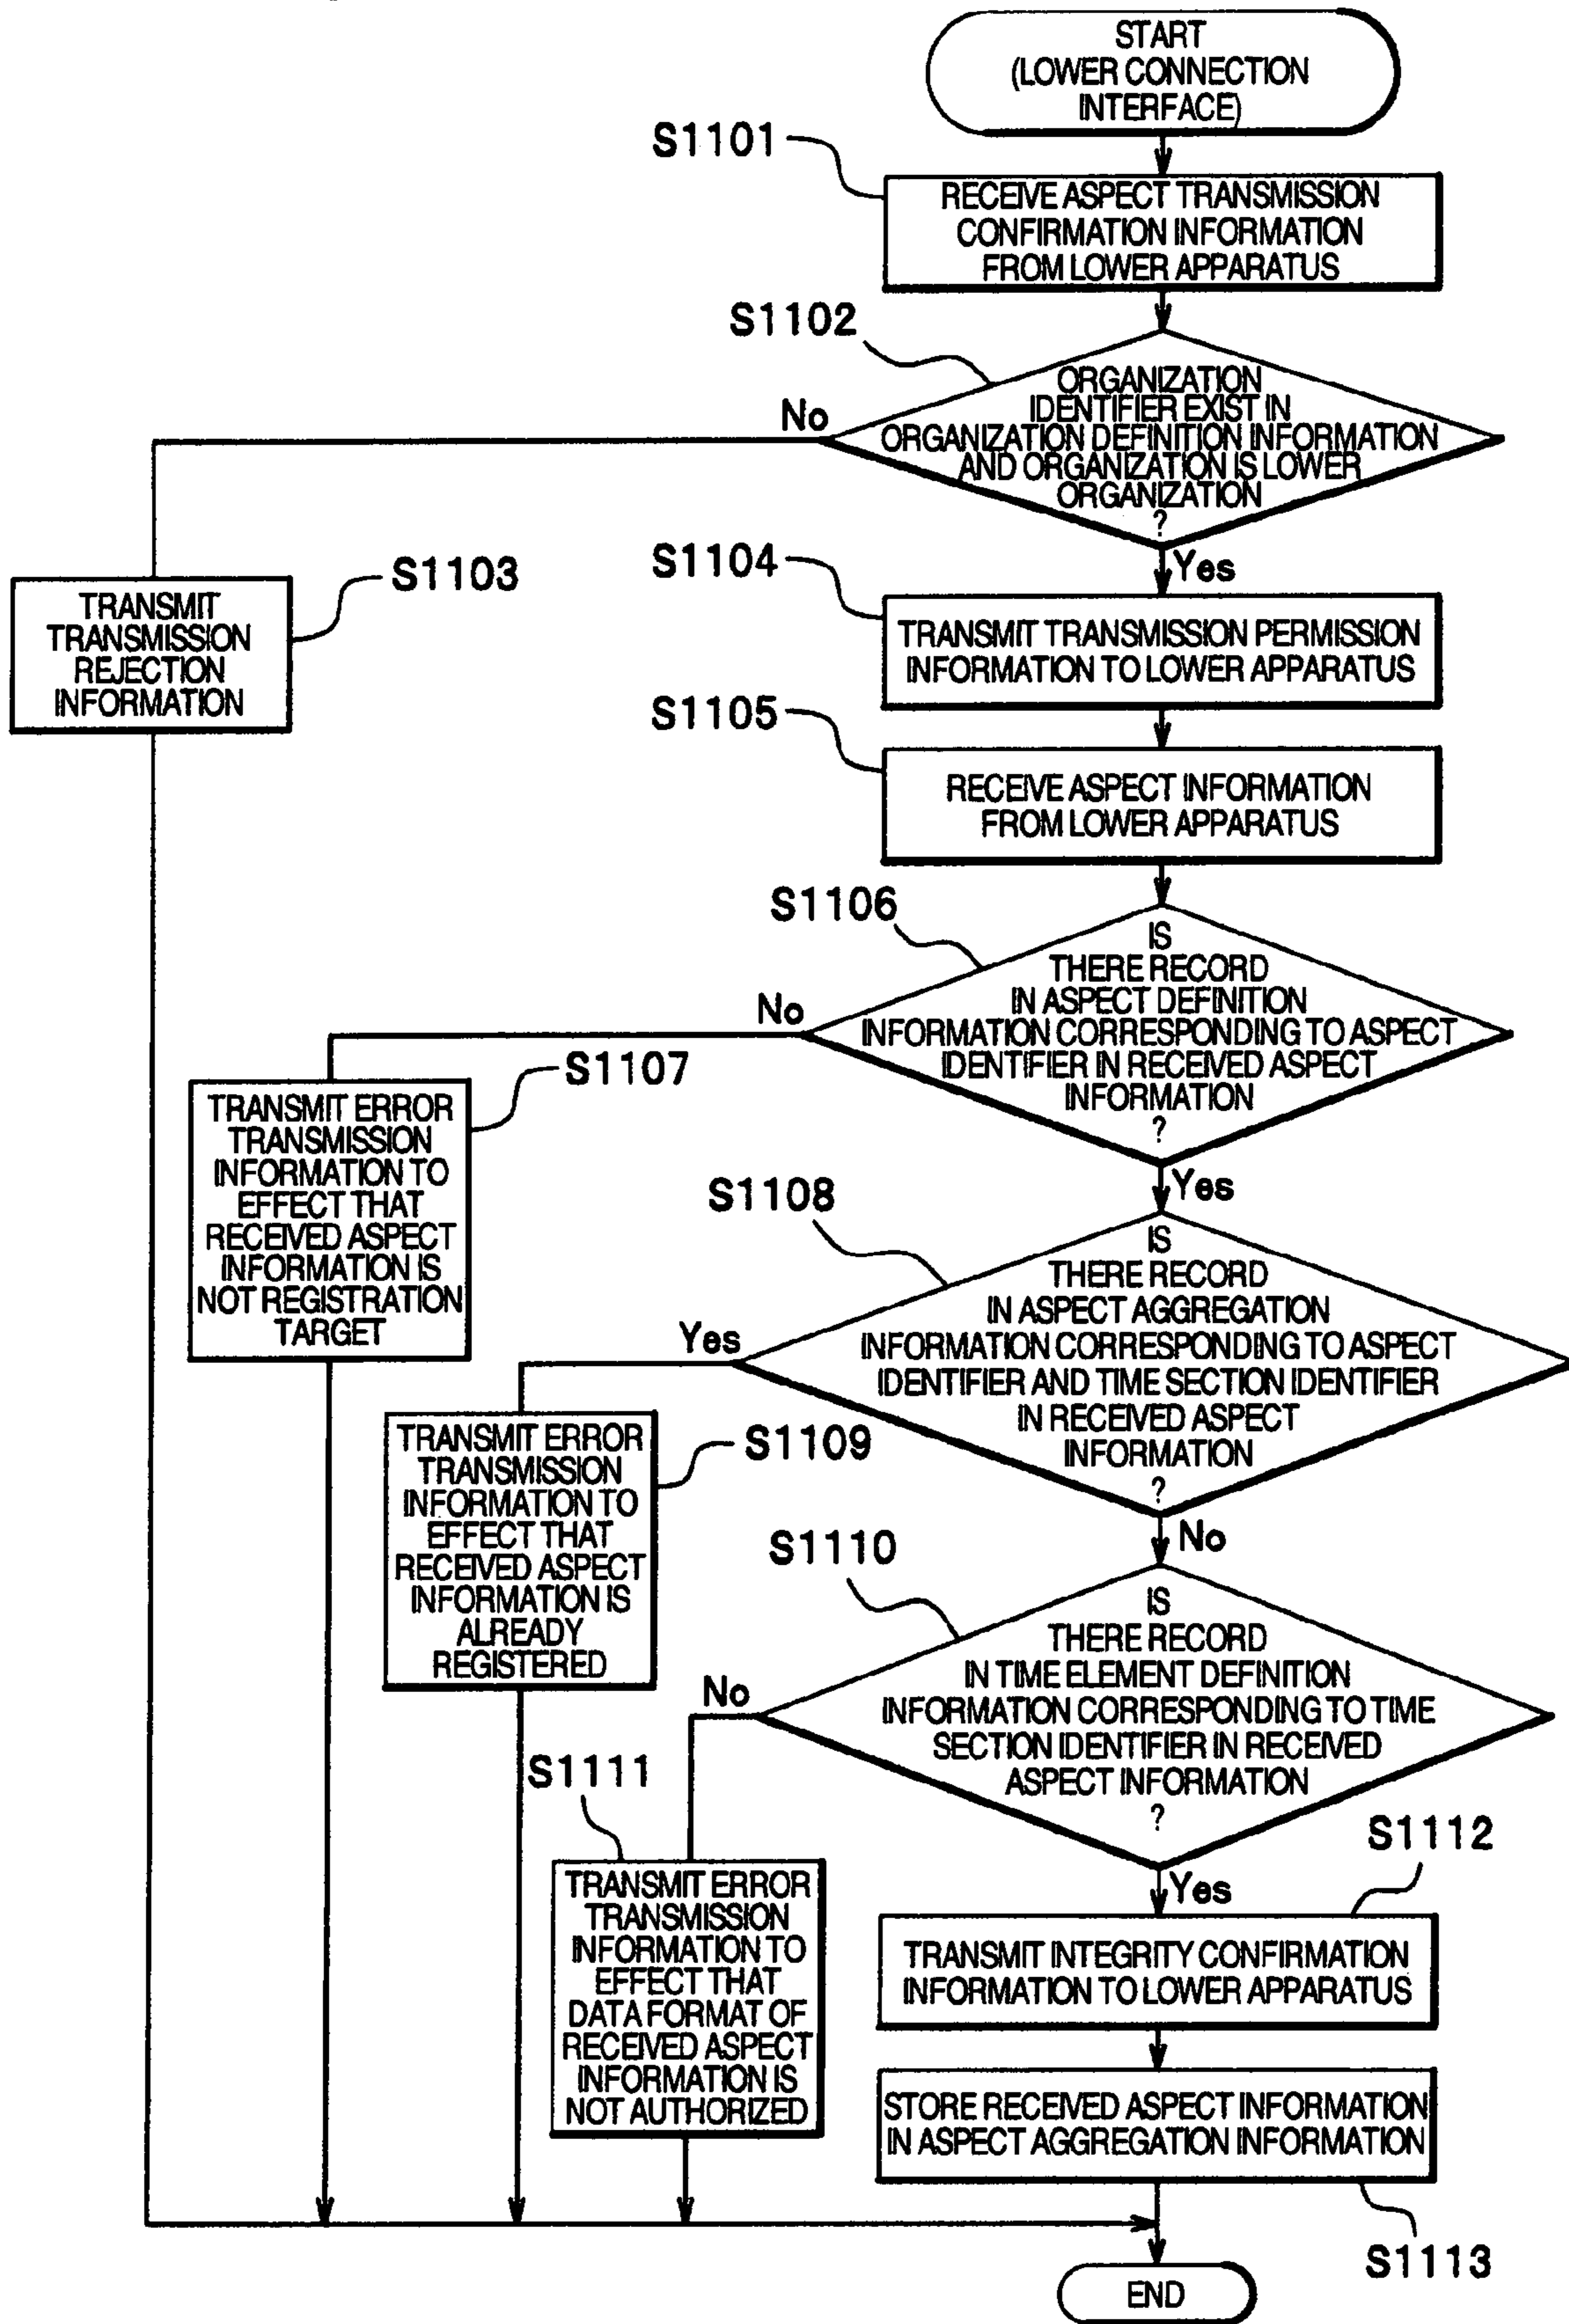 START
(LOWER CONNECTION
INTERFACE)
S1101
RECEIVE ASPECT TRANSMISSION
CONFIRMATION INFORMATION
FROM LOWER APPARATUS
S1102
ORGANIZATION
IDENTIFIER EXIST IN
ORGANIZATION DEFINITION INFORMATION
AND ORGANIZATION IS LOWER
ORGANIZATION
?
No
Yes
S1103
TRANSMIT
TRANSMISSION
REJECTION
INFORMATION
S1104
TRANSMIT TRANSMISSION PERMISSION
INFORMATION TO LOWER APPARATUS
S1105
RECEIVE ASPECT INFORMATION
FROM LOWER APPARATUS
S1106
IS
THERE RECORD
IN ASPECT DEFINITION
INFORMATION CORRESPONDING TO ASPECT
IDENTIFIER IN RECEIVED ASPECT
INFORMATION
?
No
Yes
S1107
TRANSMIT ERROR
TRANSMISSION
INFORMATION TO
EFFECT THAT
RECEIVED ASPECT
INFORMATION IS
NOT REGISTRATION
TARGET
S1108
IS
THERE RECORD
IN ASPECT AGGREGATION
INFORMATION CORRESPONDING TO ASPECT
IDENTIFIER AND TIME SECTION IDENTIFIER
IN RECEIVED ASPECT
INFORMATION
?
Yes
No
S1109
TRANSMIT ERROR
TRANSMISSION
INFORMATION TO
EFFECT THAT
RECEIVED ASPECT
INFORMATION IS
ALREADY
REGISTERED
S1110
IS
THERE RECORD
IN TIME ELEMENT DEFINITION
INFORMATION CORRESPONDING TO TIME
SECTION IDENTIFIER IN RECEIVED
ASPECT INFORMATION
?
No
Yes
S1111
TRANSMIT ERROR
TRANSMISSION
INFORMATION TO
EFFECT THAT
DATA FORMAT OF
RECEIVED ASPECT
INFORMATION IS
NOT AUTHORIZED
S1112
TRANSMIT INTEGRITY CONFIRMATION
INFORMATION TO LOWER APPARATUS
STORE RECEIVED ASPECT INFORMATION
IN ASPECT AGGREGATION INFORMATION
S1113
END